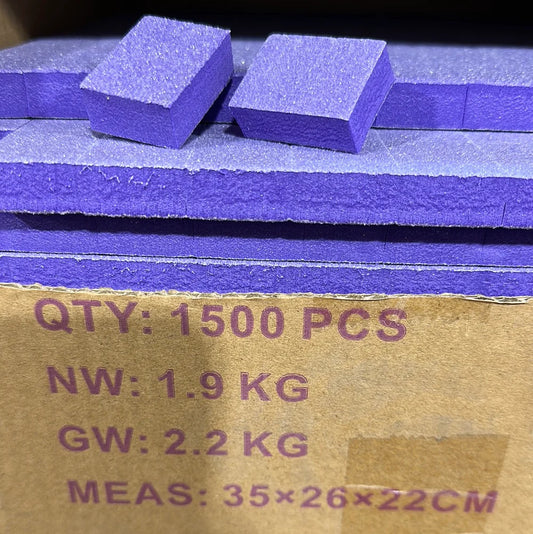 QTY: 1500 PCS
NW: 1.9 KG
GW: 2.2 KG
MEAS: 35×26×22CM